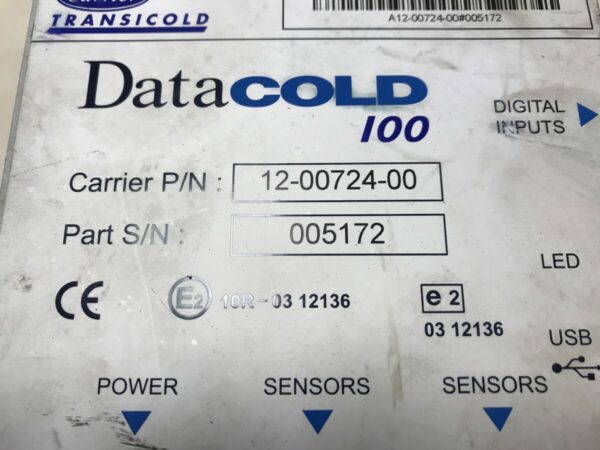 TRANSICOLD
A12-00724-00#005172
DataCOLD
100
DIGITAL
INPUTS
Carrier P/N : 12-00724-00
Part S/N : 005172
LED
CE E2 10R-03 12136 e2
03 12136
USB
POWER SENSORS SENSORS